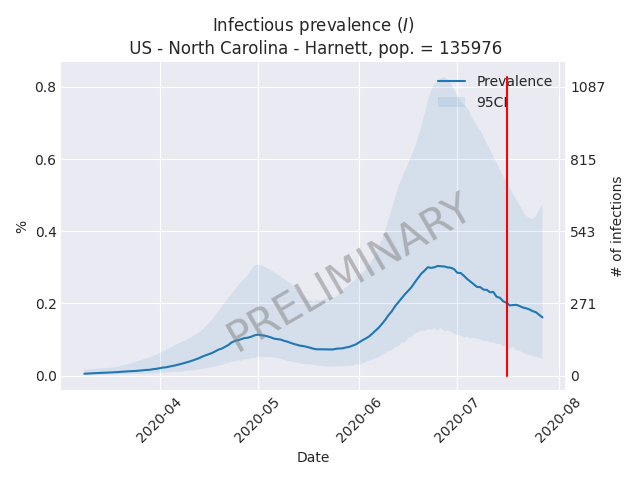 Infectious prevalence (I)
US - North Carolina - Harnett, pop. = 135976
Prevalence
95CI
0.8
0.6
0.4
0.2
0.0
%
1087
815
543
271
0
# of infections
PRELIMINARY
2020-04
2020-05
2020-06
2020-07
2020-08
Date